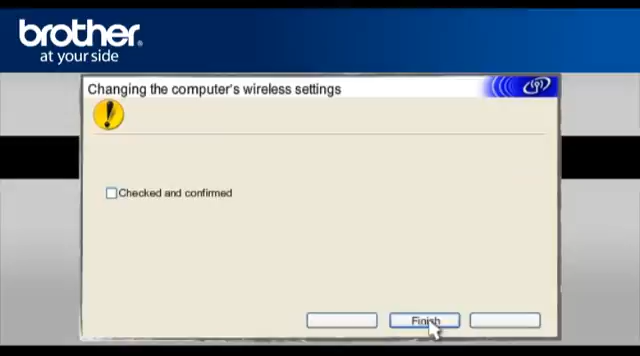 brother
at your side
Changing the computer's wireless settings
Checked and confirmed
Finish